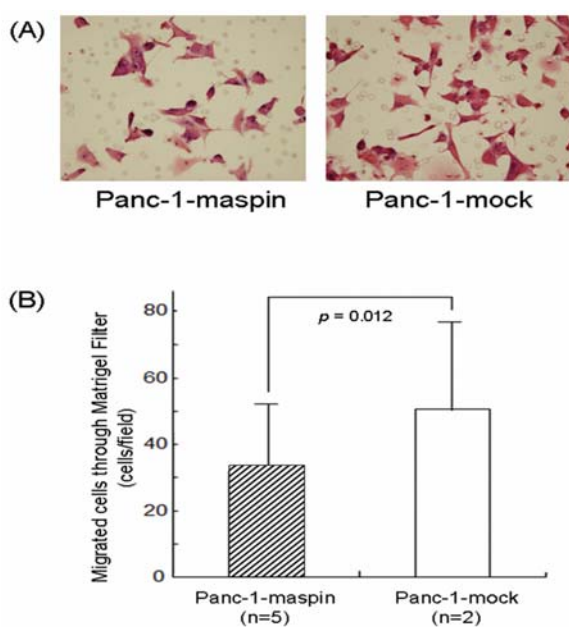 (A)
Panc-1-maspin
Panc-1-mock
(B)
Migrated cells through Matrigel Filter
(cells/field)
80
60
40
20
0
p = 0.012
Panc-1-maspin
(n=5)
Panc-1-mock
(n=2)